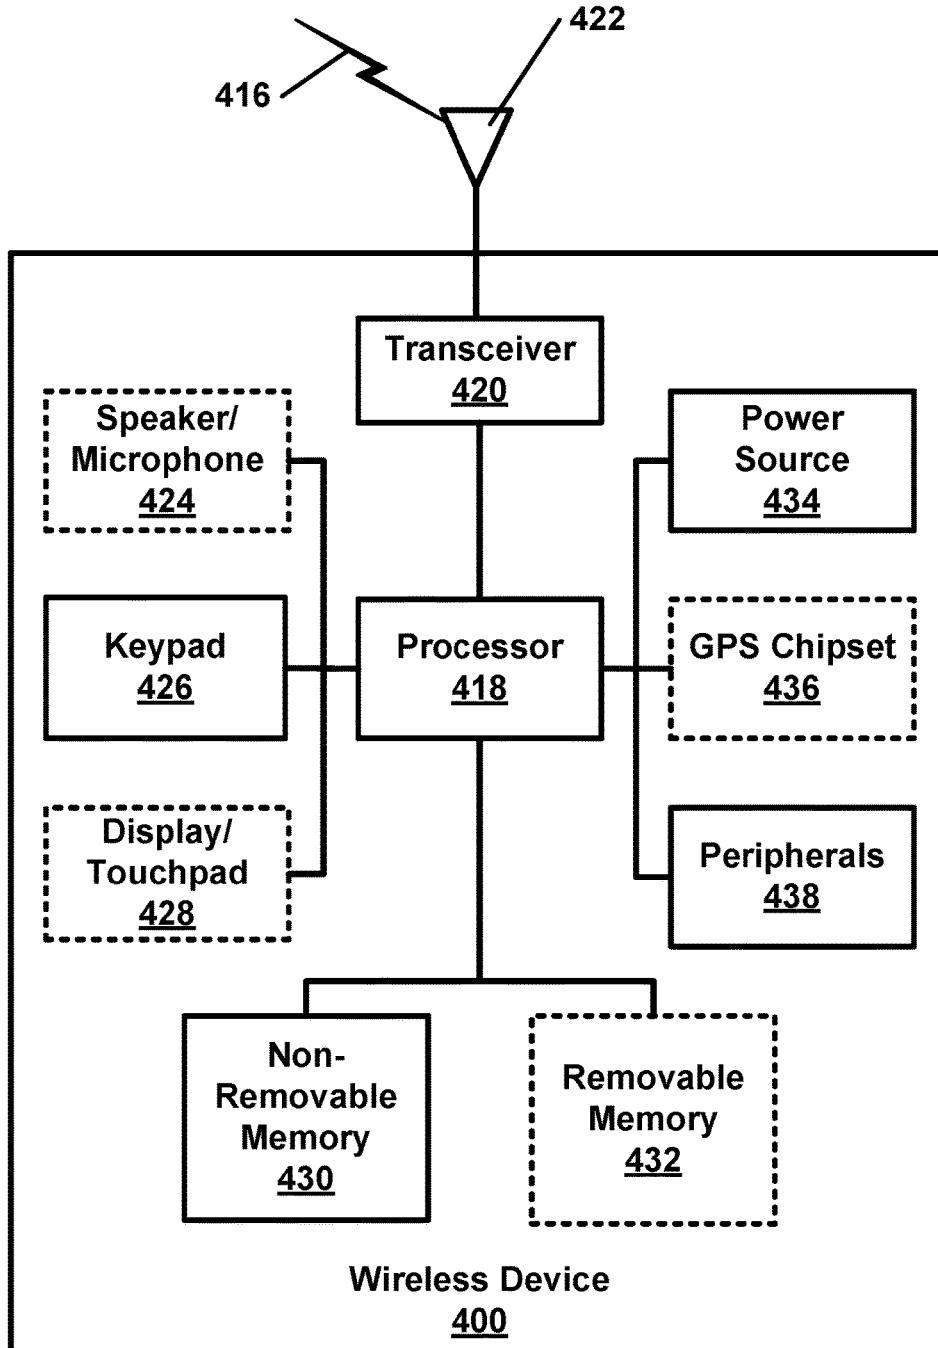 422
416
Transceiver
420
Speaker/
Microphone
424
Power
Source
434
Keypad
426
Processor
418
GPS Chipset
436
Display/
Touchpad
428
Peripherals
438
Non-
Removable
Memory
430
Removable
Memory
432
Wireless Device
400